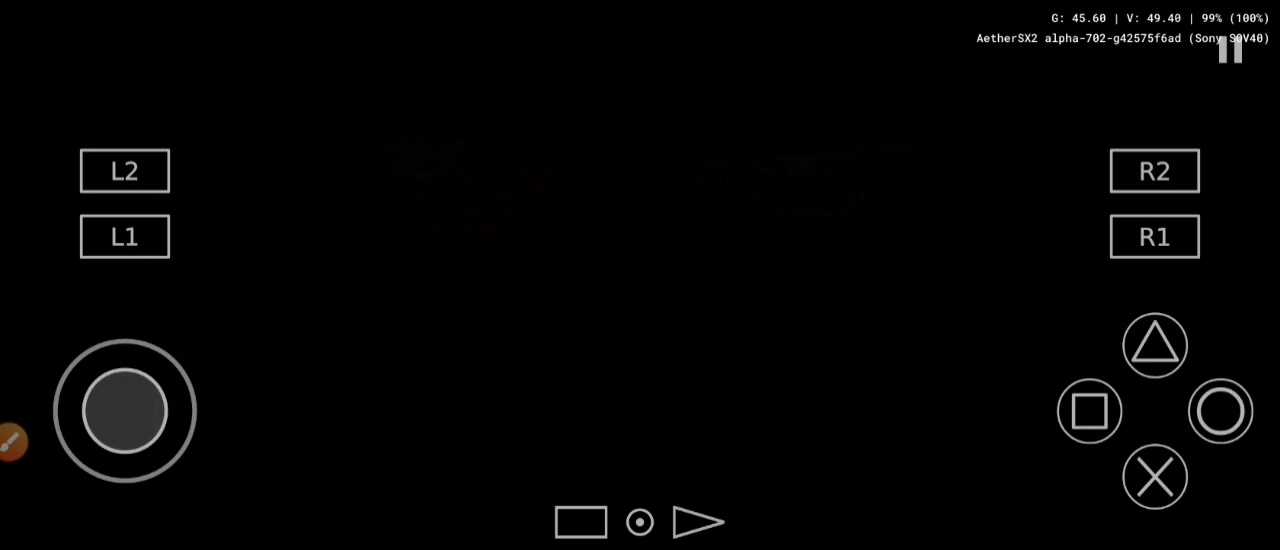 G: 45.60 | V: 49.40 | 99% (100%)
AetherSX2 alpha-702-g42575f6ad (Sony SOV40)
L2
R2
L1
R1